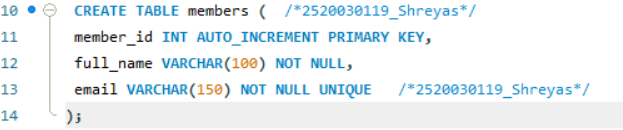 10 CREATE TABLE members ( /*2520030119_Shreyas*/
11 member_id INT AUTO_INCREMENT PRIMARY KEY,
12 full_name VARCHAR(100) NOT NULL,
13 email VARCHAR(150) NOT NULL UNIQUE /*2520030119_Shreyas*/
14 );